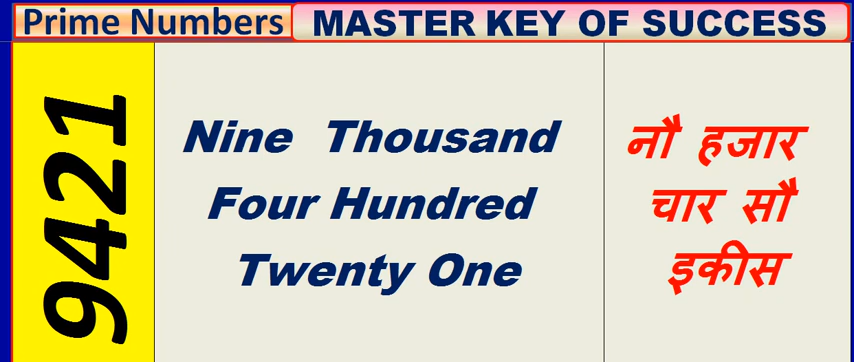 Prime Numbers
MASTER KEY OF SUCCESS
9421
Nine Thousand
Four Hundred
Twenty One
नौ हजार
चार सौ
इकीस